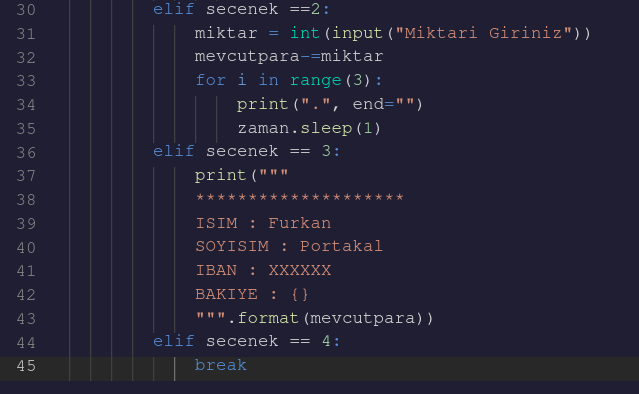 30 elif secenek ==2:
31 miktar = int(input("Miktari Giriniz"))
32 mevcutpara-=miktar
33 for i in range(3):
34 print(".", end="")
35 zaman.sleep(1)
36 elif secenek == 3:
37 print("""
38 ********************
39 ISIM : Furkan
40 SOYISIM : Portakal
41 IBAN : XXXXXX
42 BAKIYE : {}
43 """.format(mevcutpara))
44 elif secenek == 4:
45 break